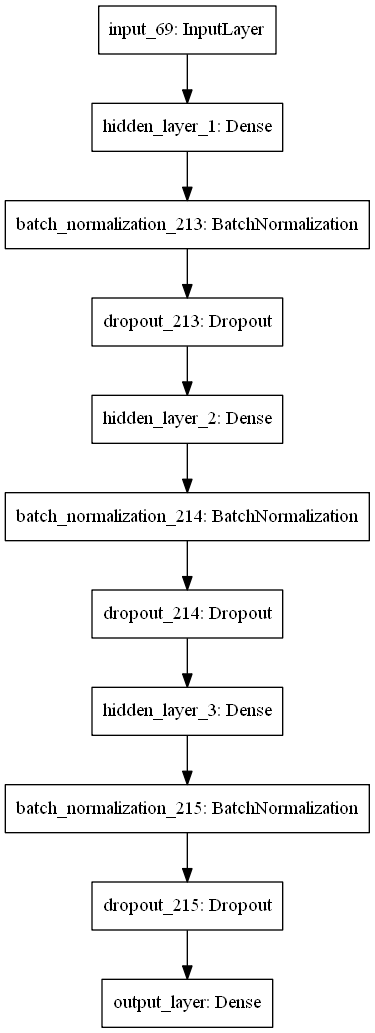 input_69: InputLayer
hidden_layer_1: Dense
batch_normalization_213: BatchNormalization
dropout_213: Dropout
hidden_layer_2: Dense
batch_normalization_214: BatchNormalization
dropout_214: Dropout
hidden_layer_3: Dense
batch_normalization_215: BatchNormalization
dropout_215: Dropout
output_layer: Dense